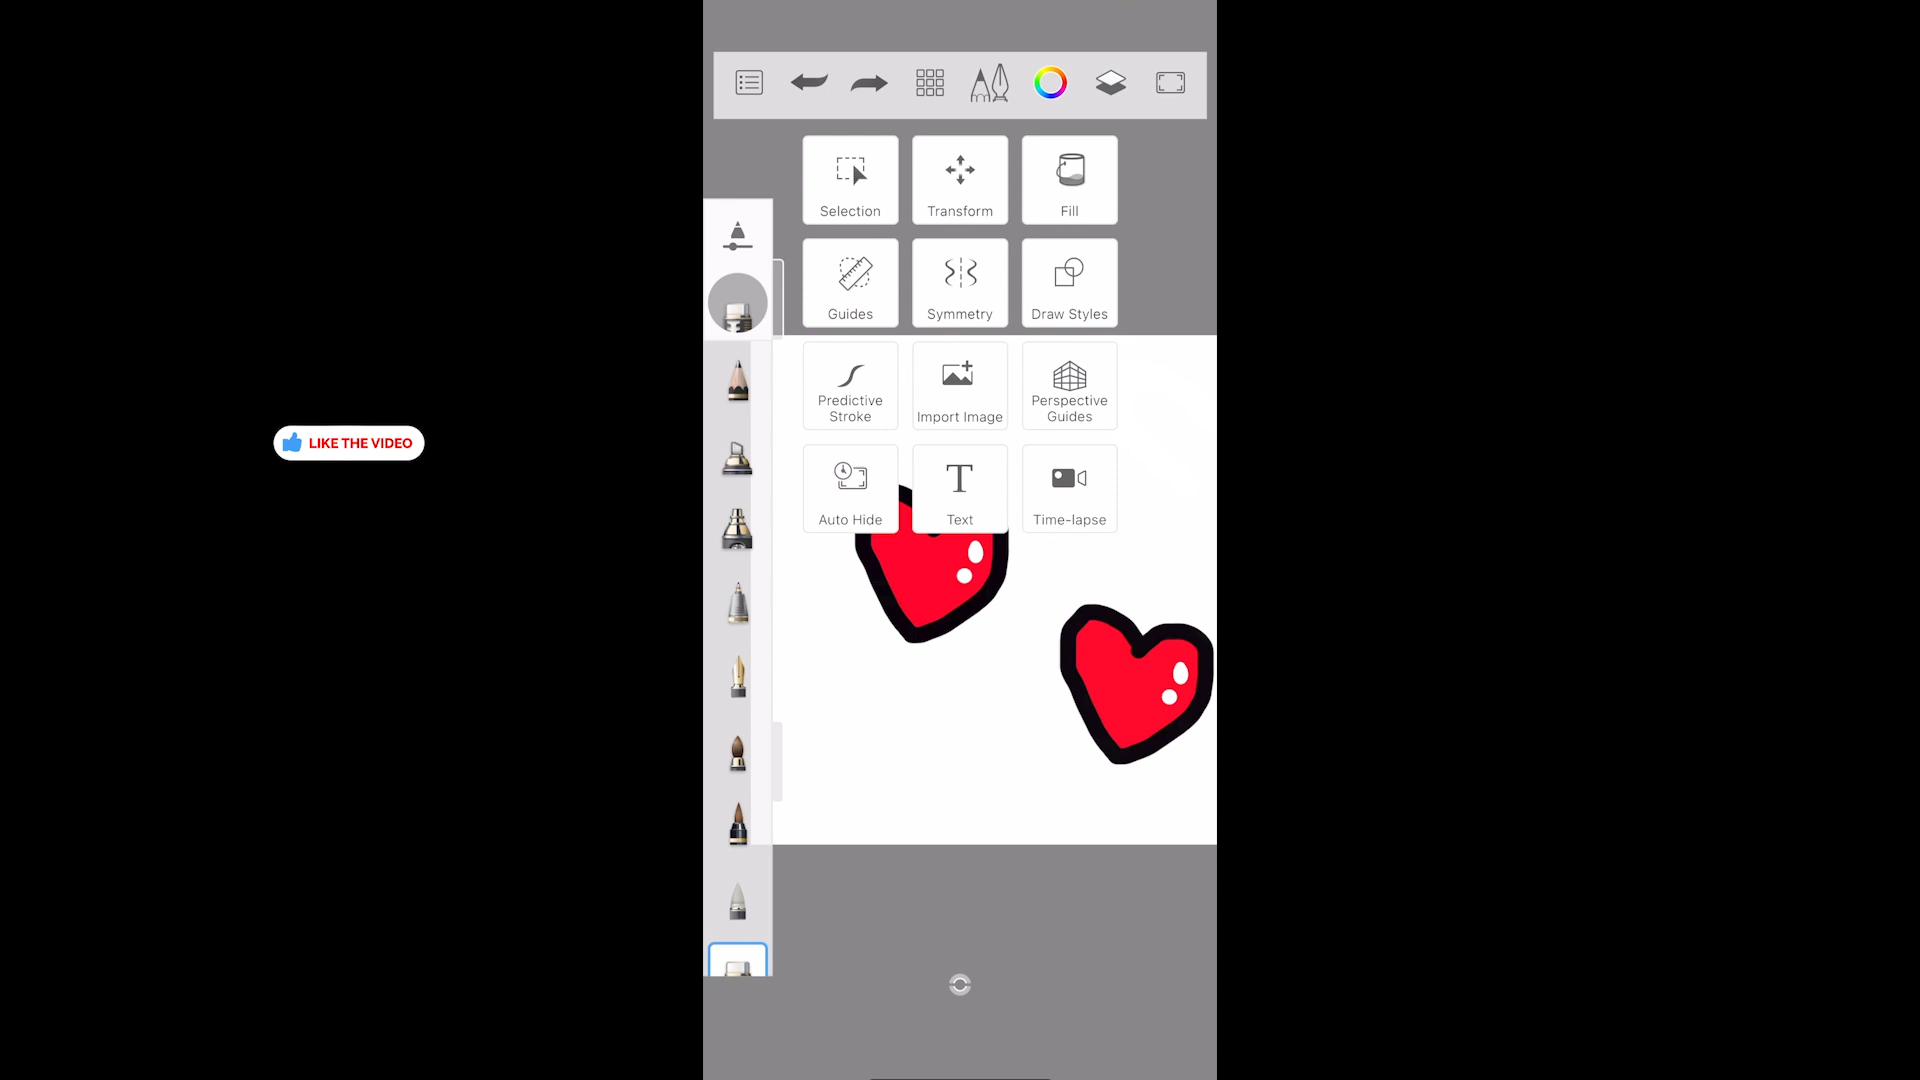 Selection
Transform
Fill
Guides
Symmetry
Draw Styles
Predictive
Stroke
Import Image
Perspective
Guides
Auto Hide
T
Text
Time-lapse
LIKE THE VIDEO